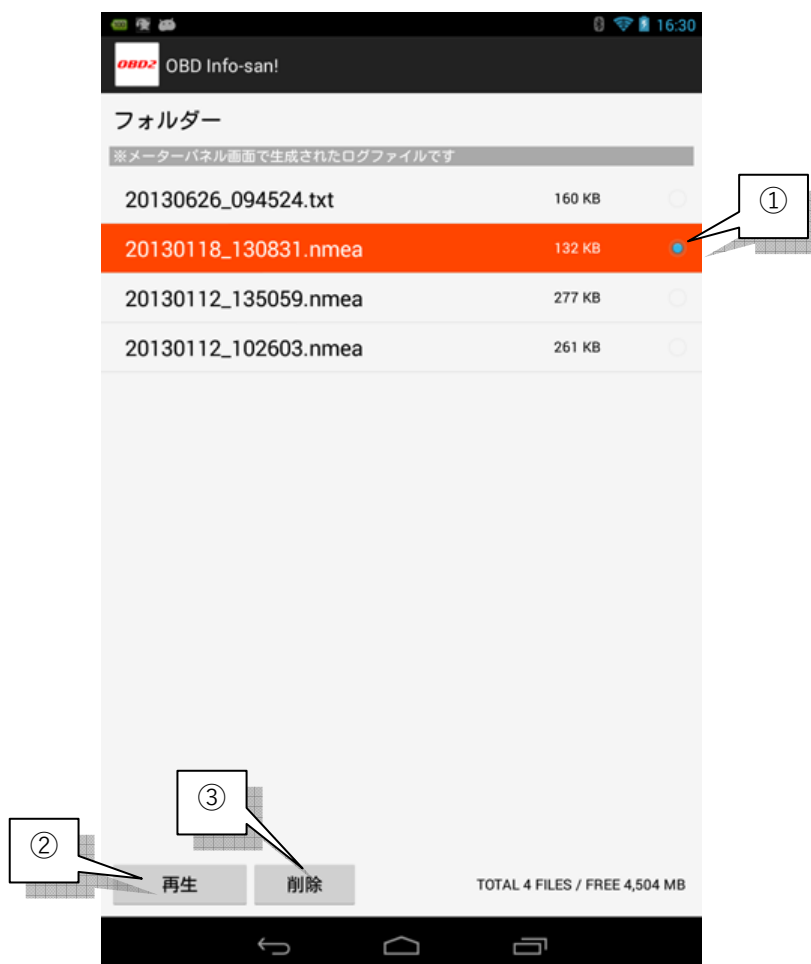 16:30
OBD2 OBD Info-san!
フォルダー
※メーターパネル画面で生成されたログファイルです
20130626_094524.txt 160 KB
①
20130118_130831.nmea 132 KB
20130112_135059.nmea 277 KB
20130112_102603.nmea 261 KB
③
②
再生 削除 TOTAL 4 FILES / FREE 4,504 MB